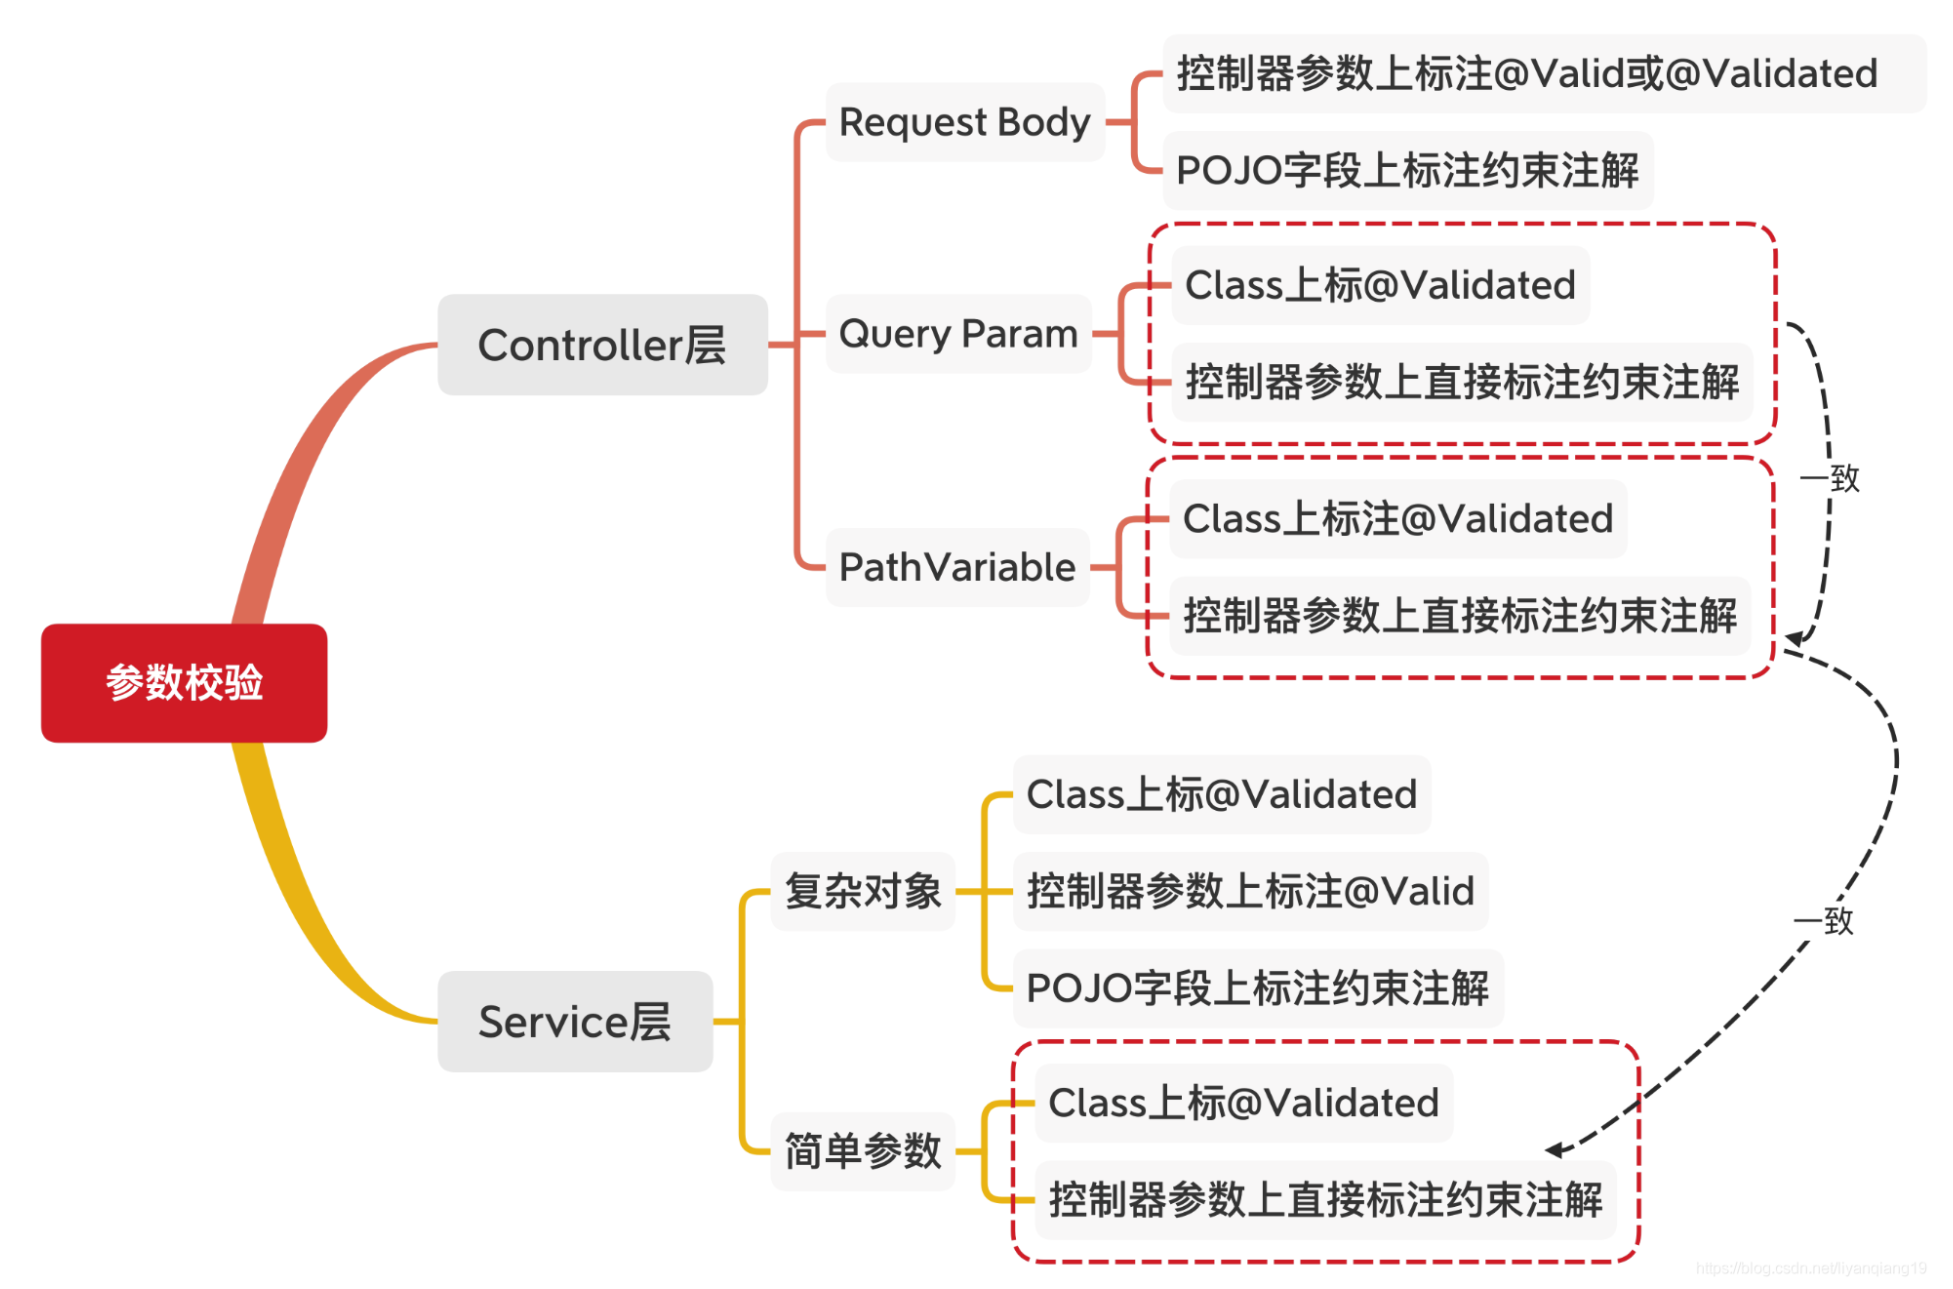 参数校验
Controller层
Request Body
控制器参数上标注@Valid或@Validated
POJO字段上标注约束注解
Query Param
Class上标@Validated
控制器参数上直接标注约束注解
PathVariable
Class上标注@Validated
控制器参数上直接标注约束注解
一致
Service层
复杂对象
Class上标@Validated
控制器参数上标注@Valid
POJO字段上标注约束注解
简单参数
Class上标@Validated
控制器参数上直接标注约束注解
一致
https://blog.csdn.net/liyanqiang19